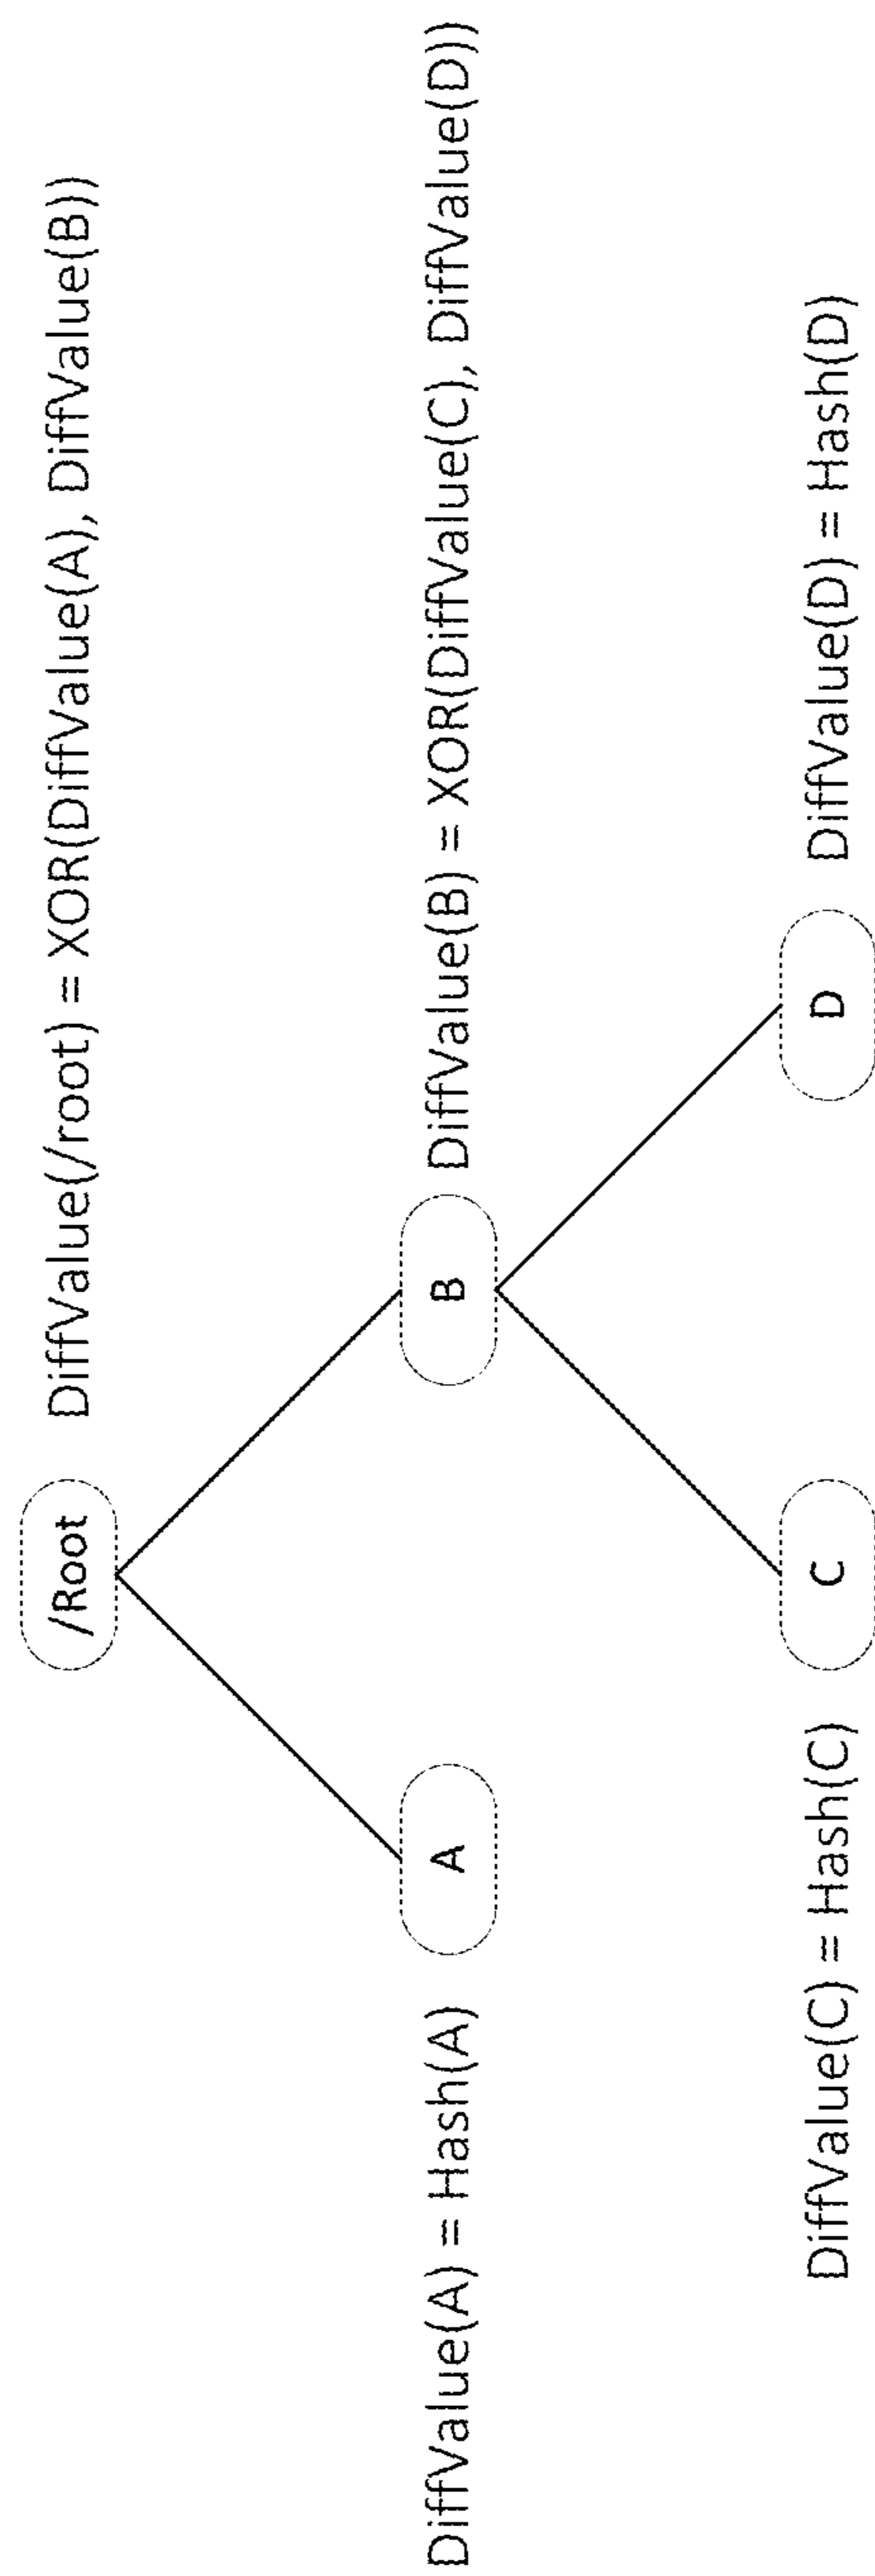 /Root
DiffValue(/root) = XOR(DiffValue(A), DiffValue(B))
DiffValue(A) = Hash(A)
A
B
DiffValue(B) = XOR(DiffValue(C), DiffValue(D))
DiffValue(C) = Hash(C)
C
D
DiffValue(D) = Hash(D)